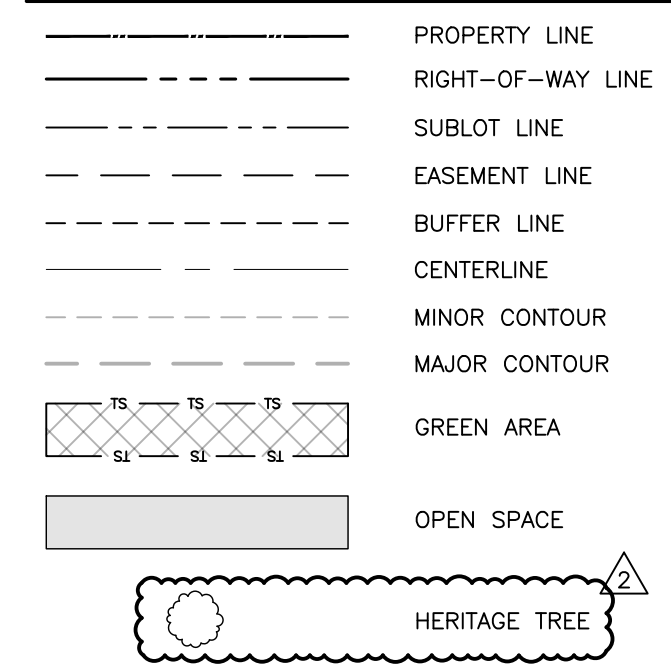 PROPERTY LINE
RIGHT-OF-WAY LINE
SUBLOT LINE
EASEMENT LINE
BUFFER LINE
CENTERLINE
MINOR CONTOUR
MAJOR CONTOUR
TS TS TS
GREEN AREA
TS TS TS
OPEN SPACE
2
HERITAGE TREE